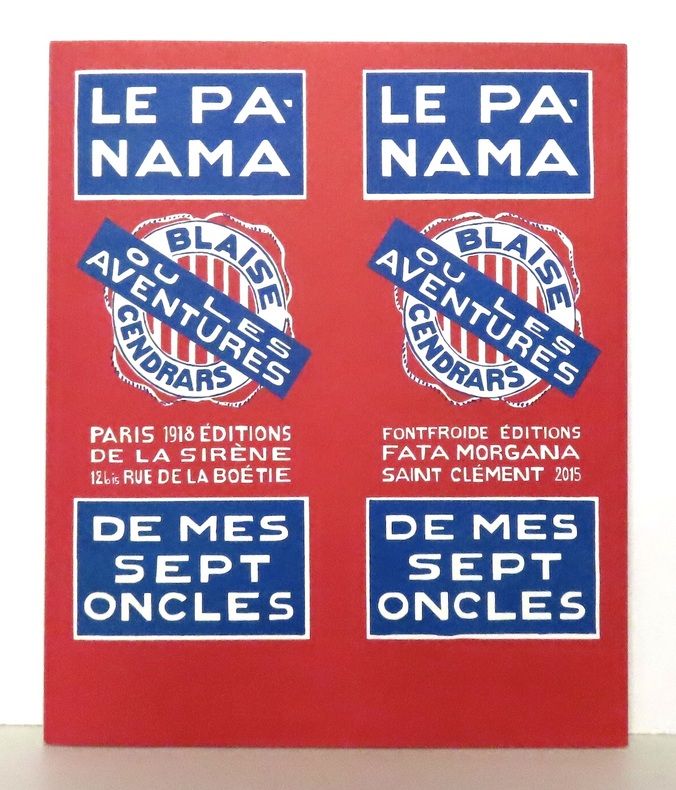 LE PA-
NAMA
BLAISE
OU LES
AVENTURES
CENDRARS
PARIS 1918 ÉDITIONS
DE LA SIRÈNE
12bis RUE DE LA BOÉTIE
DE MES
SEPT
ONCLES
LE PA-
NAMA
BLAISE
OU LES
AVENTURES
CENDRARS
FONTFROIDE ÉDITIONS
FATA MORGANA
SAINT CLÉMENT 2015
DE MES
SEPT
ONCLES